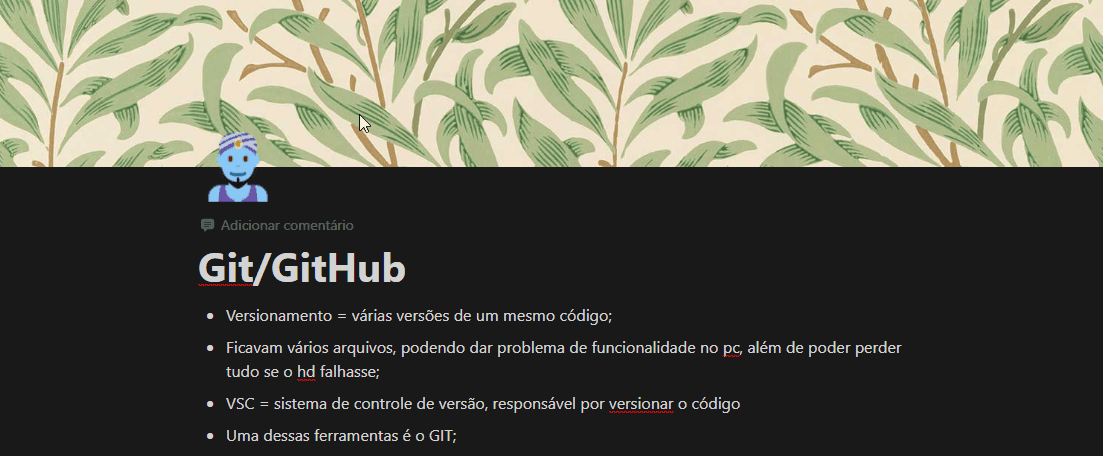 Adicionar comentário
Git/GitHub
Versionamento = várias versões de um mesmo código;
Ficavam vários arquivos, podendo dar problema de funcionalidade no pc, além de poder perder
tudo se o hd falhasse;
VSC = sistema de controle de versão, responsável por versionar o código
Uma dessas ferramentas é o GIT;